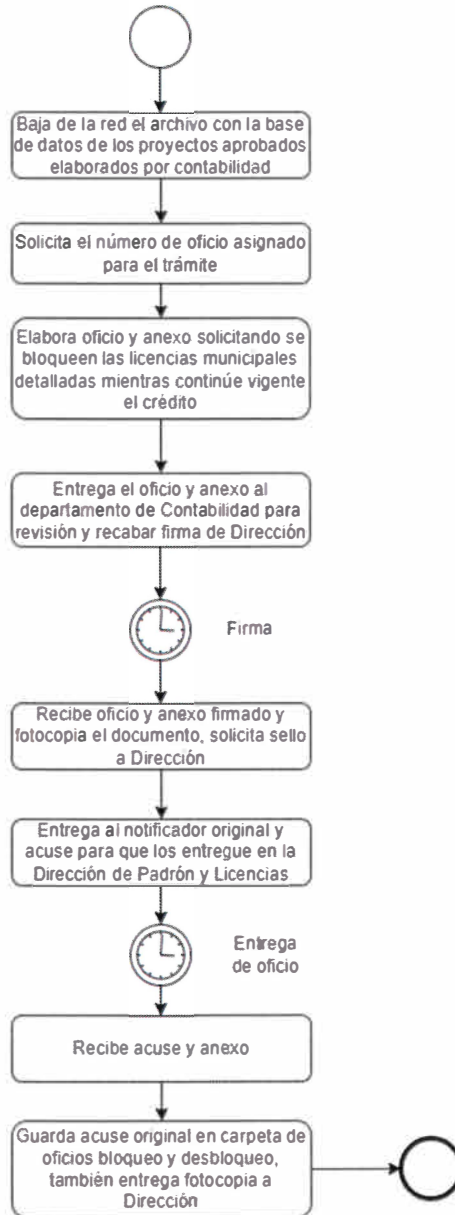 Baja de la red el archivo con la base
de datos de los proyectos aprobados
elaborados por contabilidad
Solicita el número de oficio asignado
para el trámite
Elabora oficio y anexo solicitando se
bloqueen las licencias municipales
detalladas mientras continúe vigente
el crédito
Entrega el oficio y anexo al
departamento de Contabilidad para
revisión y recabar firma de Dirección
Firma
Recibe oficio y anexo firmado y
fotocopia el documento, solicita sello
a Dirección
Entrega al notificador original y
acuse para que los entregue en la
Dirección de Padrón y Licencias
Entrega
de oficio
Recibe acuse y anexo
Guarda acuse original en carpeta de
oficios bloqueo y desbloqueo,
también entrega fotocopia a
Dirección